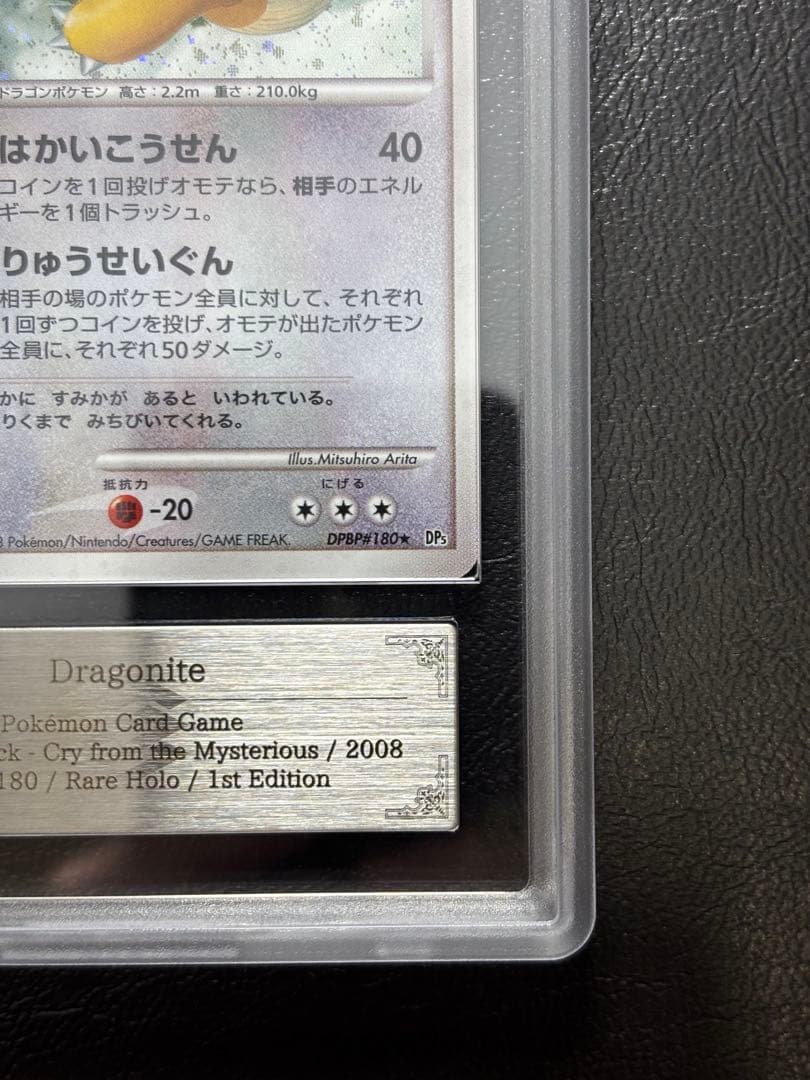 ドラゴンポケモン 高さ：2.2m 重さ：210.0kg
はかいこうせん 40
コインを1回投げオモテなら、相手のエネル
ギーを1個トラッシュ。
りゅうせいぐん
相手の場のポケモン全員に対して、それぞれ
1回ずつコインを投げ、オモテが出たポケモン
全員に、それぞれ50ダメージ。
かに すみかが あると いわれている。
りくまで みちびいてくれる。
Illus.Mitsuhiro Arita
抵抗力 にげる
-20
Pokémon/Nintendo/Creatures/GAME FREAK. DPBP#180★ DPs
Dragonite
Pokémon Card Game
ck - Cry from the Mysterious / 2008
180 / Rare Holo / 1st Edition